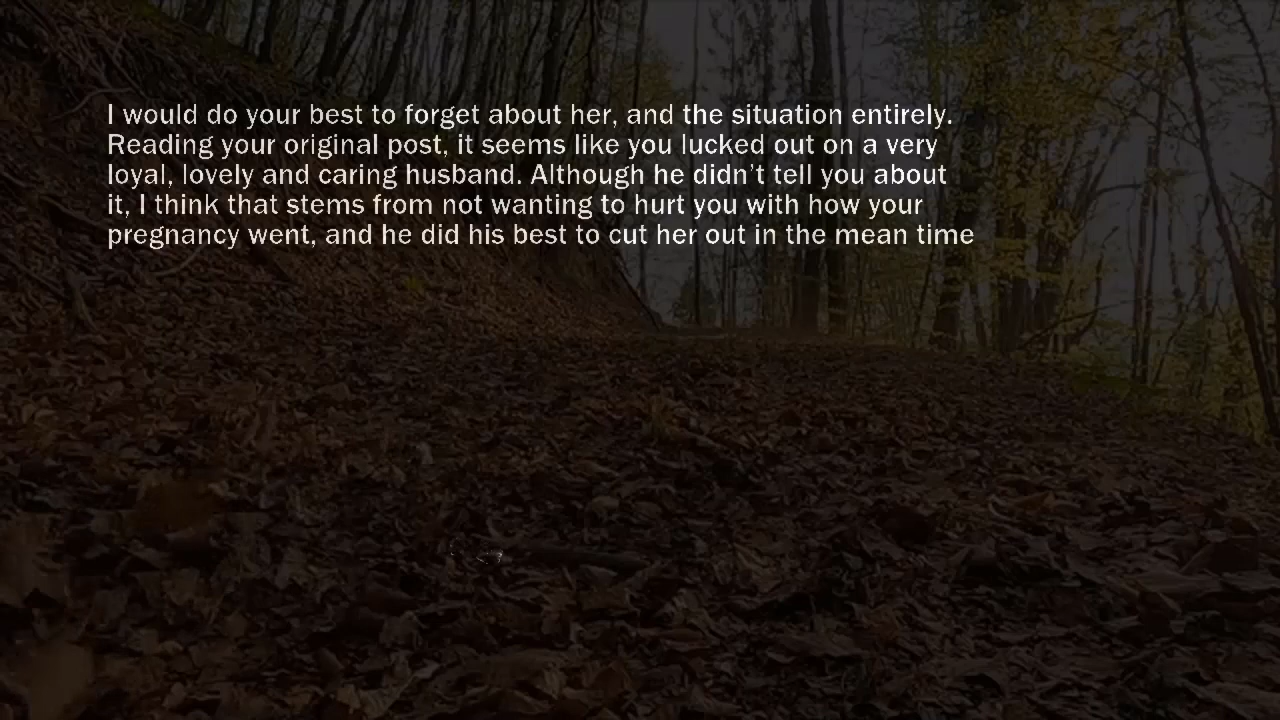 I would do your best to forget about her, and the situation entirely.
Reading your original post, it seems like you lucked out on a very
loyal, lovely and caring husband. Although he didn't tell you about
it, I think that stems from not wanting to hurt you with how your
pregnancy went, and he did his best to cut her out in the mean time